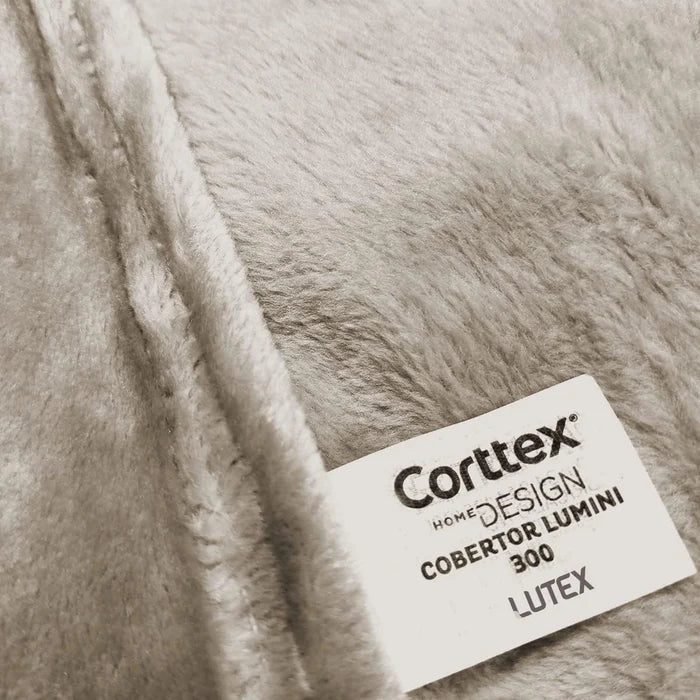 Corttex®
HOME DESIGN
COBERTOR LUMINI
300
LUTEX